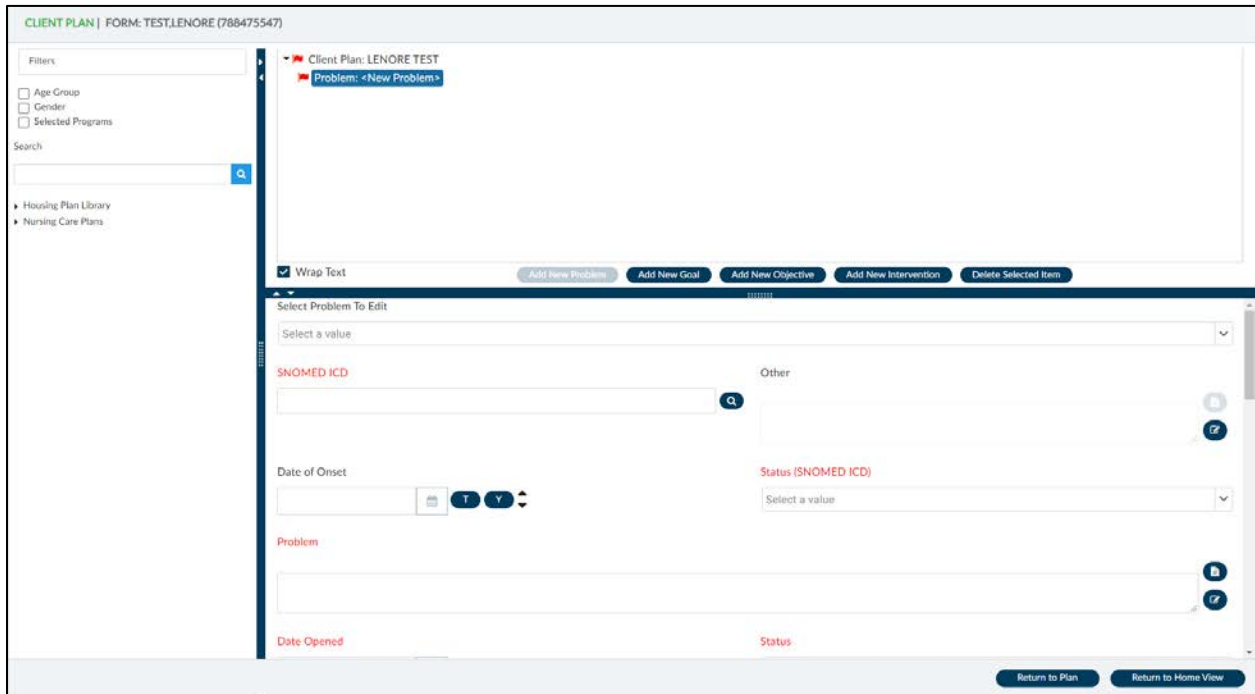 CLIENT PLAN | FORM: TEST,LENORE (788475547)
Filters
Age Group
Gender
Selected Programs
Search
Housing Plan Library
Nursing Care Plans
Client Plan: LENORE TEST
Problem: <New Problem>
Wrap Text
Add New Problem Add New Goal Add New Objective Add New Intervention Delete Selected Item
Select Problem To Edit
Select a value
SNOMED ICD Other
Date of Onset Status (SNOMED ICD)
T Y Select a value
Problem
Date Opened Status
Return to Plan Return to Home View